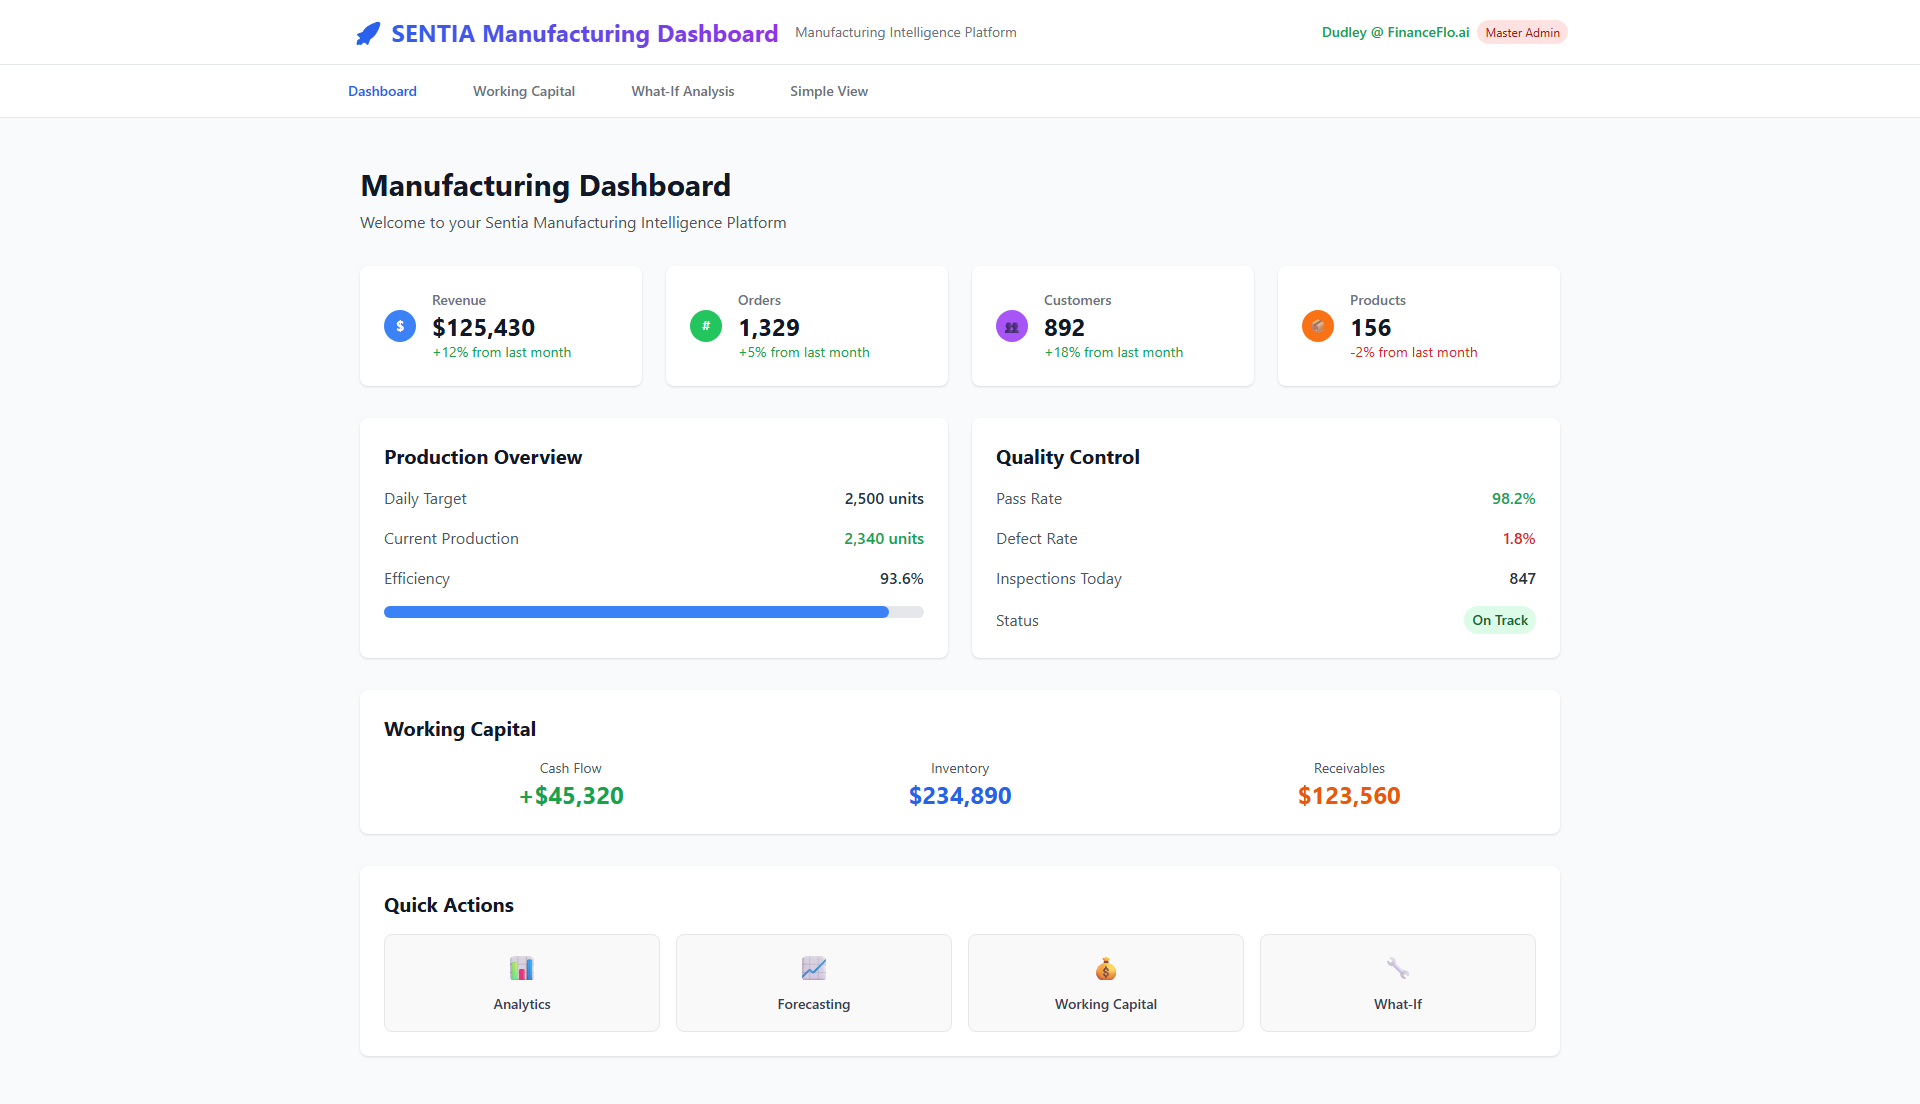 SENTIA Manufacturing Dashboard
Manufacturing Intelligence Platform
Dudley @ FinanceFlo.ai
Master Admin
Dashboard
Working Capital
What-If Analysis
Simple View
Manufacturing Dashboard
Welcome to your Sentia Manufacturing Intelligence Platform
$
Revenue
$125,430
+12% from last month
#
Orders
1,329
+5% from last month
Customers
892
+18% from last month
Products
156
-2% from last month
Production Overview
Daily Target
2,500 units
Current Production
2,340 units
Efficiency
93.6%
Quality Control
Pass Rate
98.2%
Defect Rate
1.8%
Inspections Today
847
Status
On Track
Working Capital
Cash Flow
+$45,320
Inventory
$234,890
Receivables
$123,560
Quick Actions
Analytics
Forecasting
Working Capital
What-If